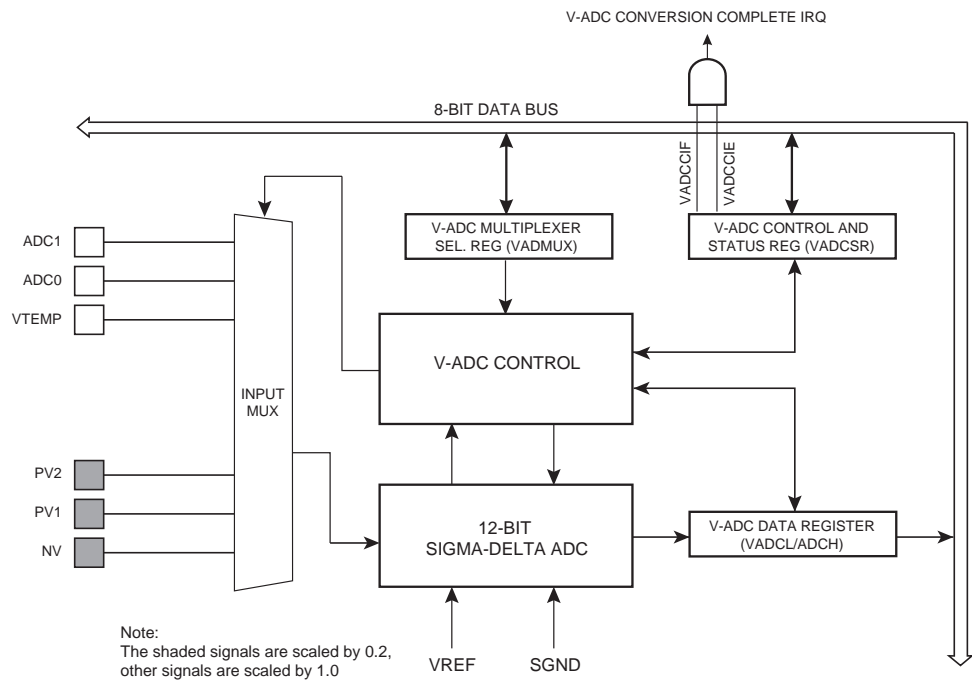 V-ADC CONVERSION COMPLETE IRQ
8-BIT DATA BUS
VADCCIF
VADCCIE
V-ADC MULTIPLEXER
SEL. REG (VADMUX)
V-ADC CONTROL AND
STATUS REG (VADCSR)
ADC1
ADC0
VTEMP
V-ADC CONTROL
INPUT
MUX
PV2
PV1
NV
12-BIT
SIGMA-DELTA ADC
V-ADC DATA REGISTER
(VADCL/ADCH)
Note:
The shaded signals are scaled by 0.2,
other signals are scaled by 1.0
VREF
SGND